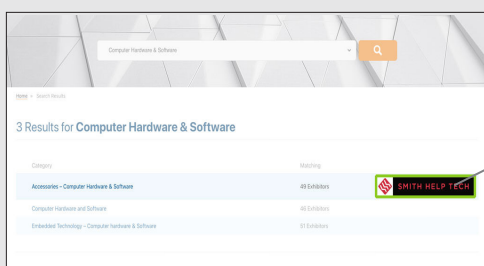 Computer Hardware & Software
Home > Search Results
3 Results for Computer Hardware & Software
Category Matching
Accessories – Computer Hardware & Software 49 Exhibitors SMITH HELP TECH
Computer Hardware and Software 46 Exhibitors
Embedded Technology – Computer hardware & Software 51 Exhibitors